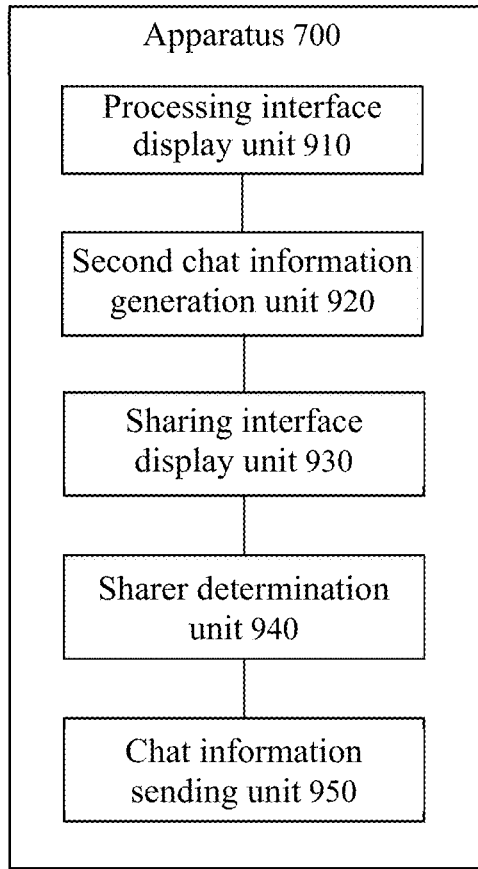 Apparatus 700
Processing interface
display unit 910
Second chat information
generation unit 920
Sharing interface
display unit 930
Sharer determination
unit 940
Chat information
sending unit 950